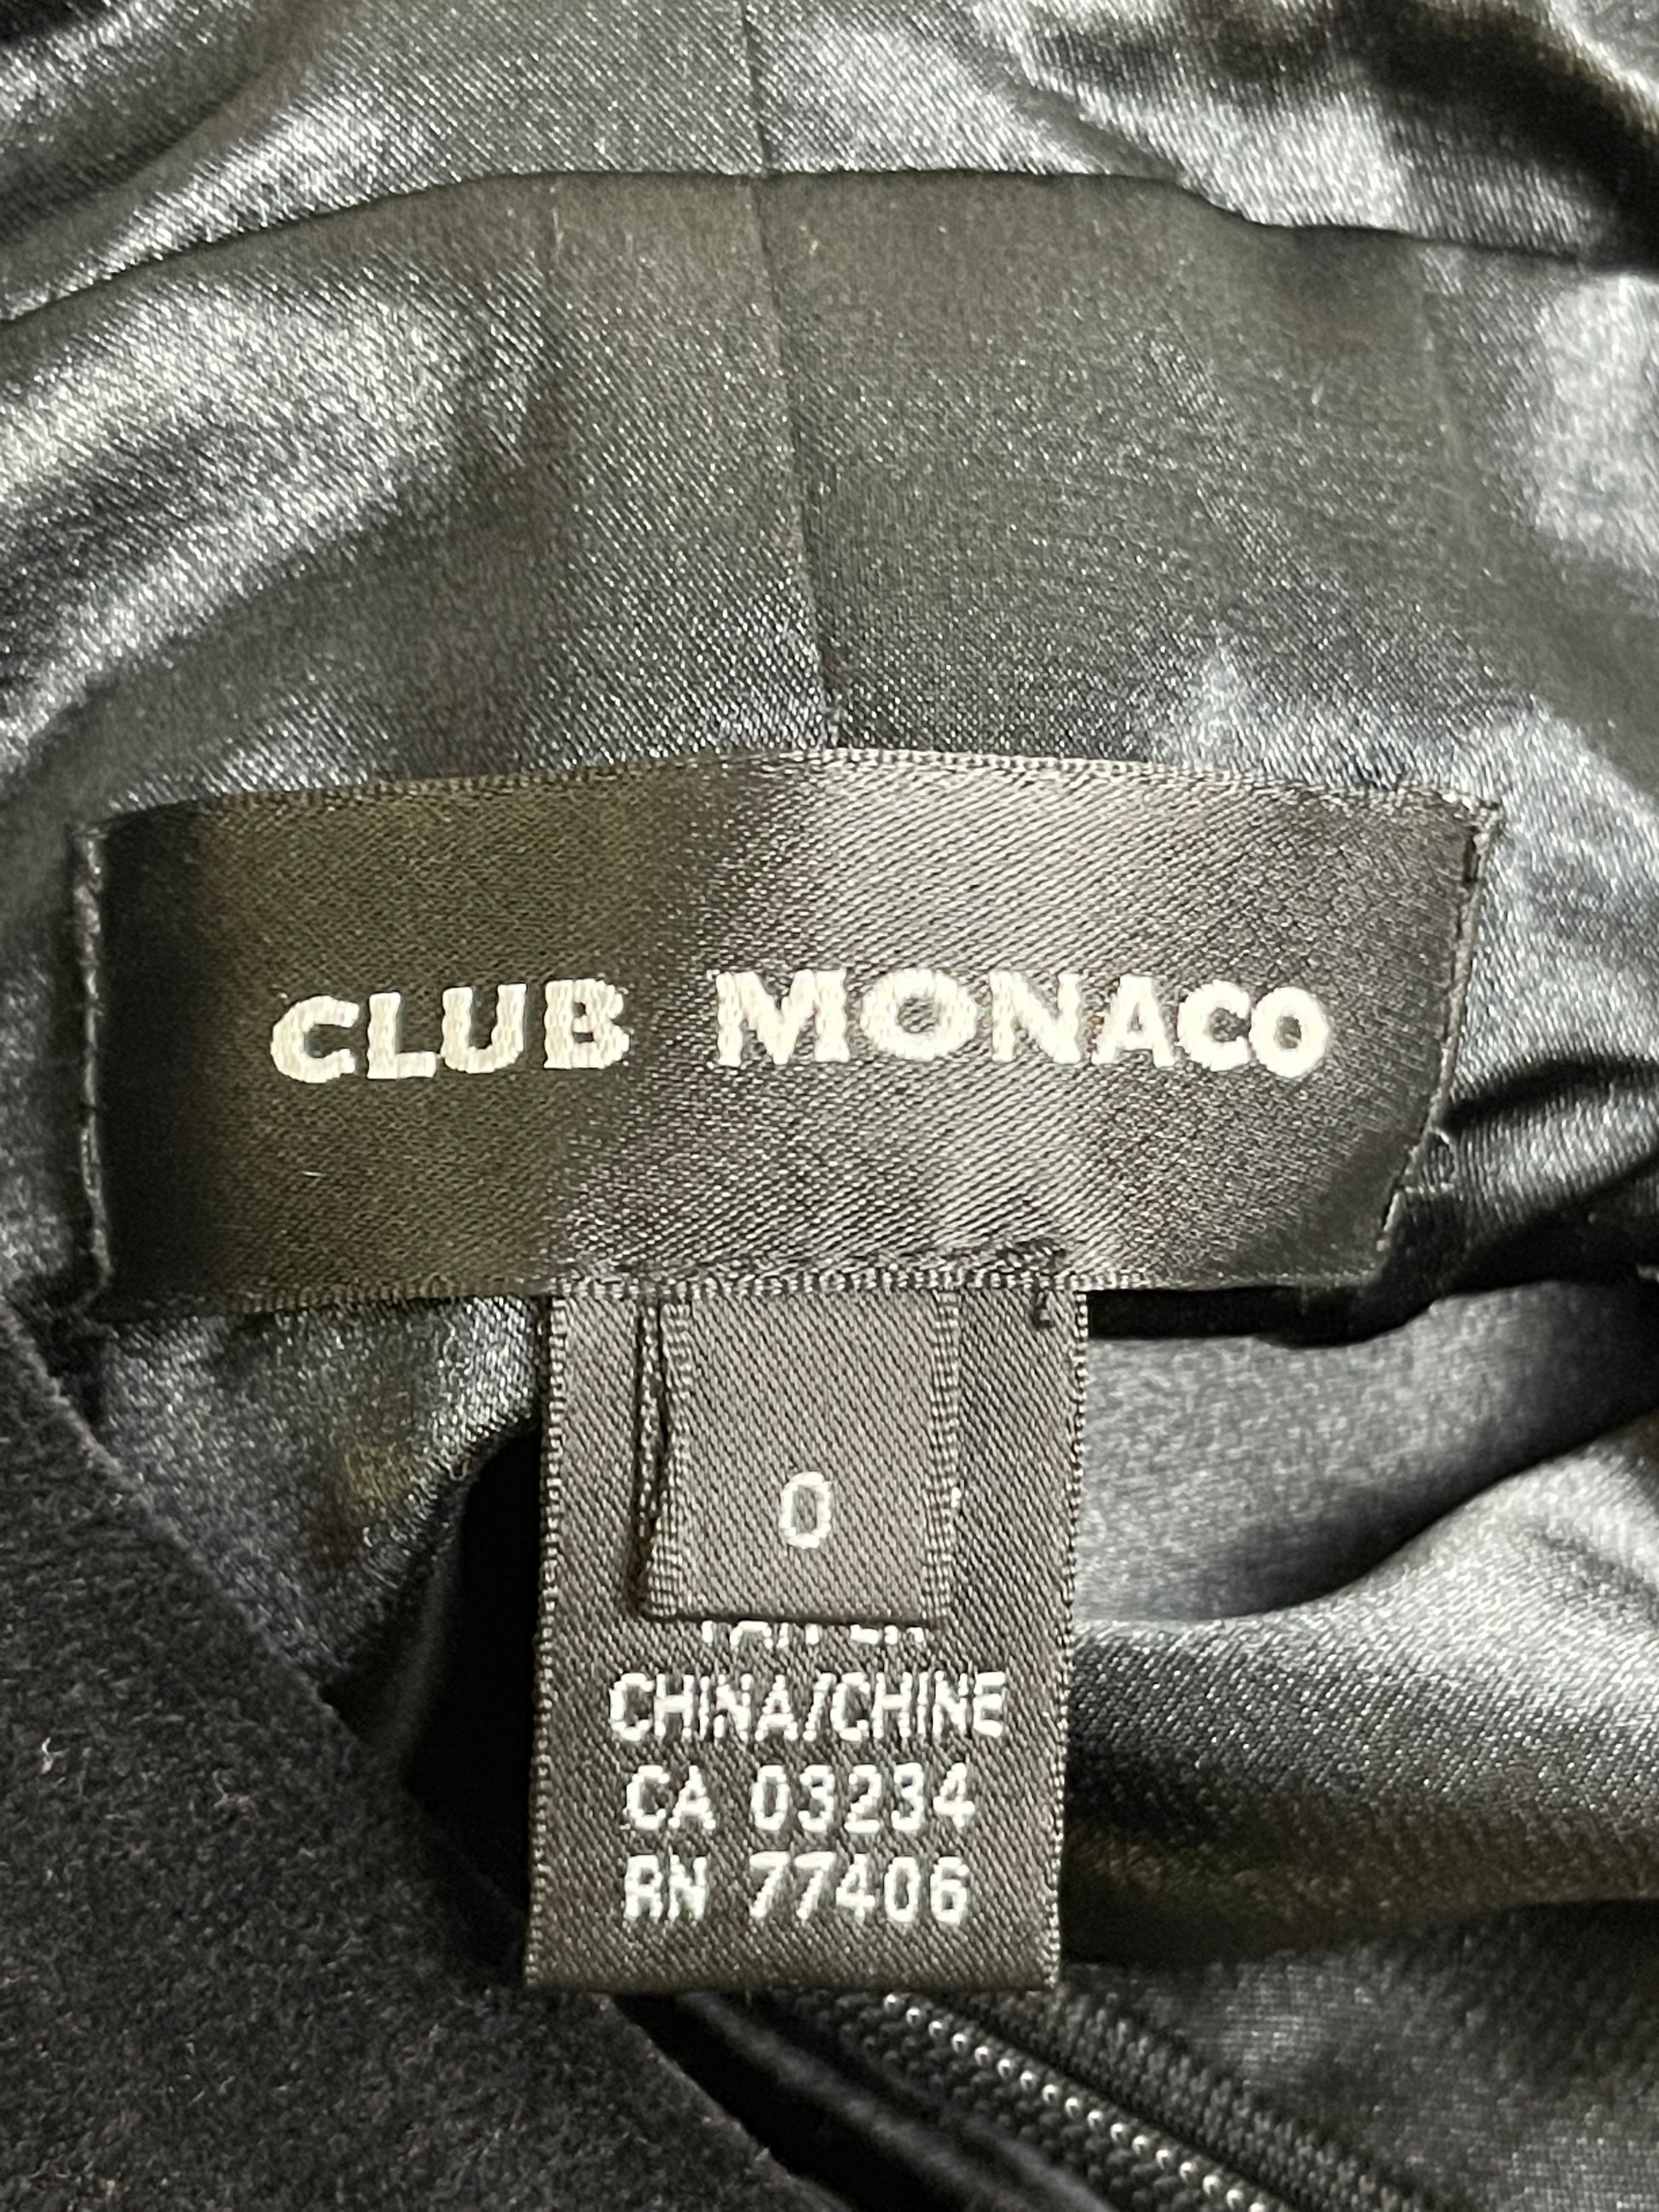 CLUB MONACO
0
CHINA/CHINE
CA 03234
RN 77406